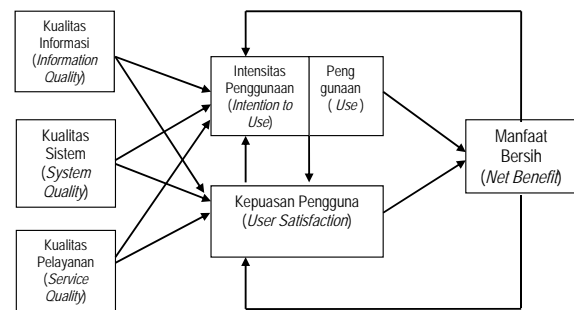 Kualitas
Informasi
(Information
Quality)
Intensitas
Penggunaan
(Intention to
Use)
Peng
gunaan
( Use )
Kualitas
Sistem
(System
Quality)
Manfaat
Bersih
(Net Benefit)
Kepuasan Pengguna
(User Satisfaction)
Kualitas
Pelayanan
(Service
Quality)